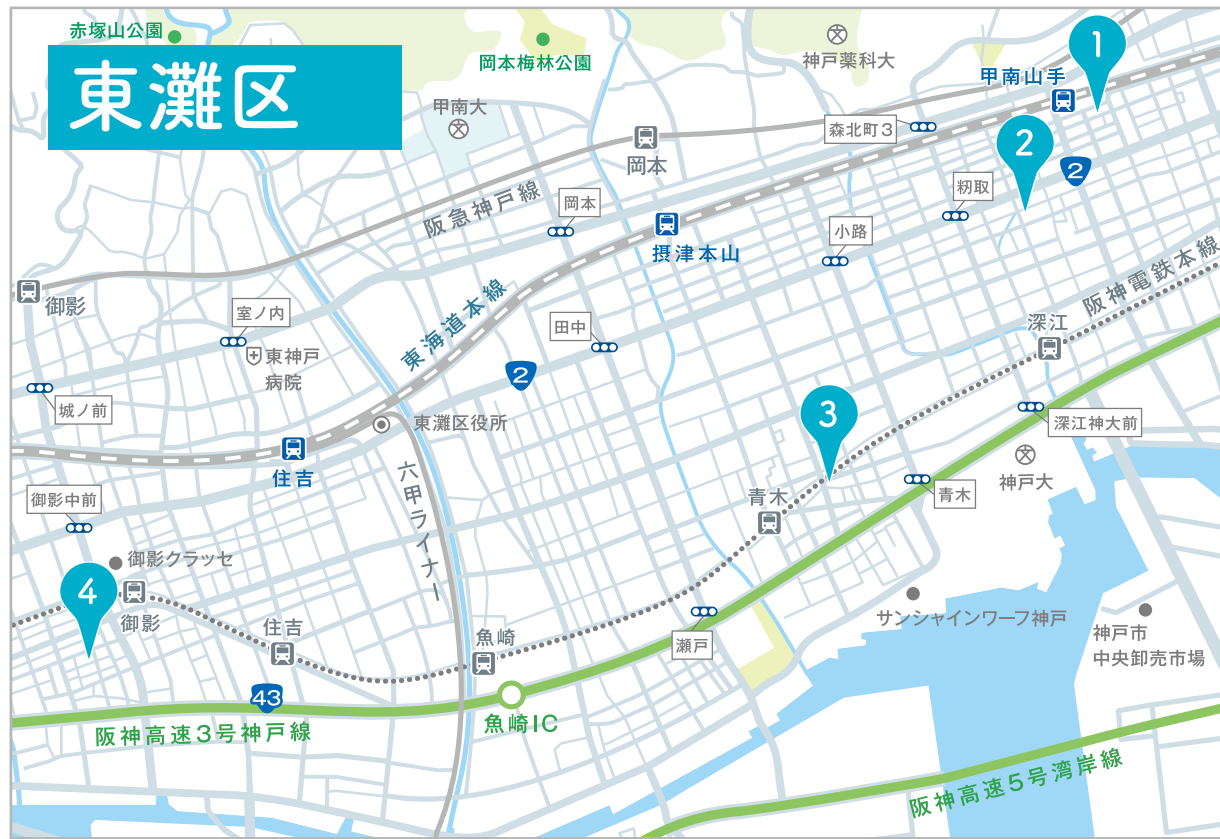 赤塚山公園
東灘区
岡本梅林公園
神戸薬科大
1
甲南山手
甲南大
森北町3
岡本
2
2
籾取
阪急神戸線
岡本
摂津本山
小路
阪神電鉄本線
御影
室ノ内
東海道本線
田中
深江
東神戸
病院
2
城ノ前
3
東灘区役所
深江神大前
住吉
六甲ライナー
御影中前
青木
青木
神戸大
御影クラッセ
4
御影
住吉
魚崎
瀬戸
サンシャインワーフ神戸
神戸市
中央卸売市場
43
阪神高速3号神戸線
魚崎IC
阪神高速5号湾岸線